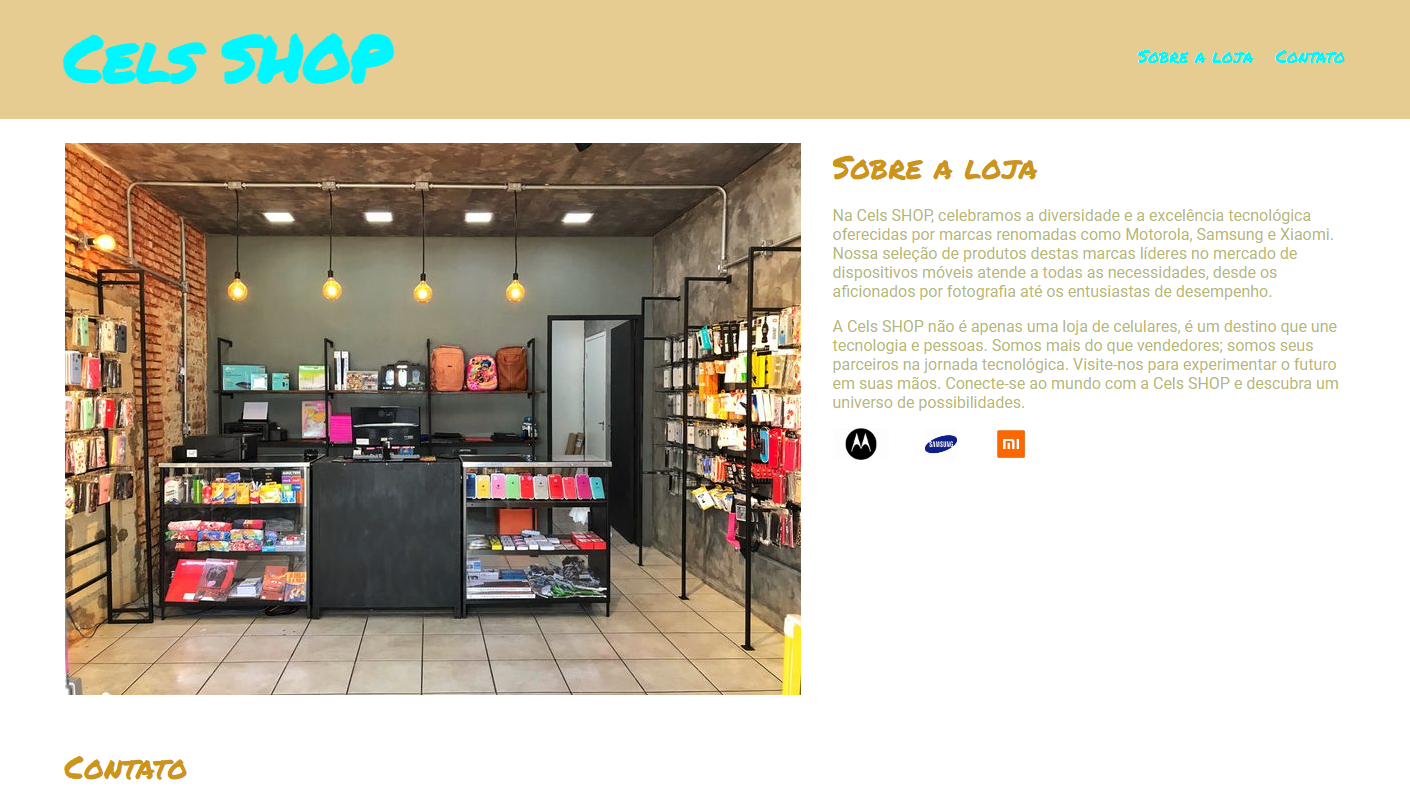 Cels SHOP
Sobre a loja
Contato
Sobre a loja
Na Cels SHOP, celebramos a diversidade e a excelência tecnológica
oferecidas por marcas renomadas como Motorola, Samsung e Xiaomi.
Nossa seleção de produtos destas marcas líderes no mercado de
dispositivos móveis atende a todas as necessidades, desde os
aficionados por fotografia até os entusiastas de desempenho.
A Cels SHOP não é apenas uma loja de celulares, é um destino que une
tecnologia e pessoas. Somos mais do que vendedores; somos seus
parceiros na jornada tecnológica. Visite-nos para experimentar o futuro
em suas mãos. Conecte-se ao mundo com a Cels SHOP e descubra um
universo de possibilidades.
SAMSUNG
mi
Contato